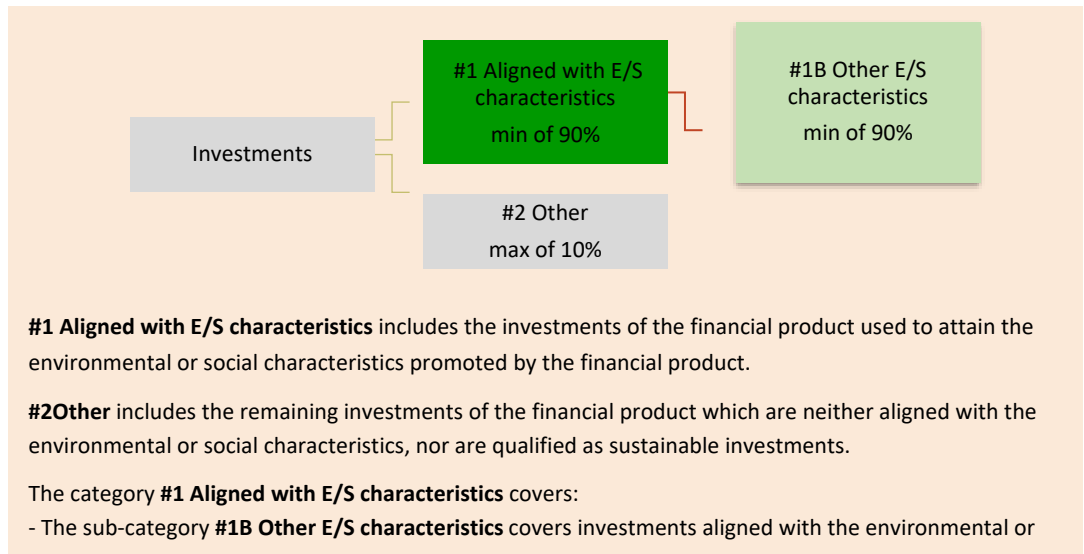 #1 Aligned with E/S
characteristics
min of 90%
#1B Other E/S
characteristics
min of 90%
Investments
#2 Other
max of 10%
#1 Aligned with E/S characteristics includes the investments of the financial product used to attain the
environmental or social characteristics promoted by the financial product.
#2Other includes the remaining investments of the financial product which are neither aligned with the
environmental or social characteristics, nor are qualified as sustainable investments.
The category #1 Aligned with E/S characteristics covers:
- The sub-category #1B Other E/S characteristics covers investments aligned with the environmental or